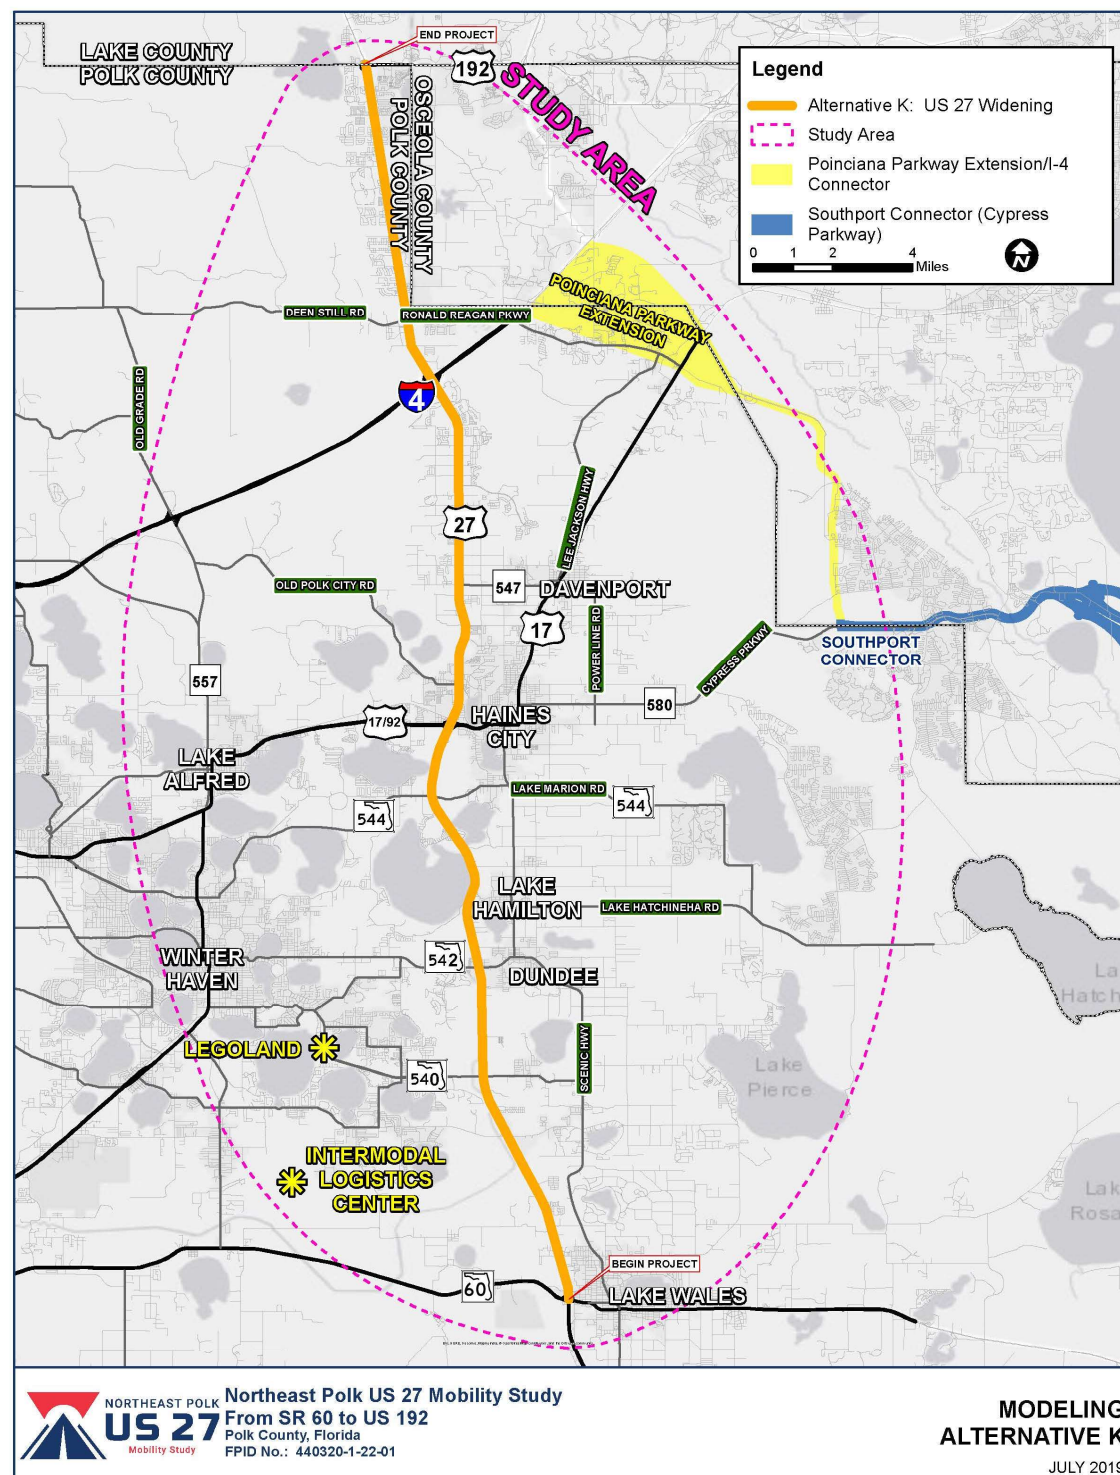 END PROJECT
LAKE COUNTY
POLK COUNTY
192
STUDY AREA
OSCEOLA COUNTY
POLK COUNTY
Legend
Alternative K: US 27 Widening
Study Area
Poinciana Parkway Extension/I-4
Connector
Southport Connector (Cypress
Parkway)
0 1 2 4
Miles
N
POINCIANA PARKWAY
EXTENSION
DEEN STILL RD
RONALD REAGAN PKWY
OLD GRADE RD
4
27
LEE JACKSON HWY
OLD POLK CITY RD
547
DAVENPORT
17
POWER LINE RD
CYPRESS PRKWY
SOUTHPORT
CONNECTOR
557
580
17/92
HAINES
CITY
LAKE
ALFRED
LAKE MARION RD
544
544
LAKE
HAMILTON
LAKE HATCHINEHA RD
WINTER
HAVEN
542
DUNDEE
La
Hatch
LEGOLAND
540
SCENIC HWY
Lake
Pierce
INTERMODAL
LOGISTICS
CENTER
Lak
Rosa
BEGIN PROJECT
60
LAKE WALES
NORTHEAST POLK
US 27
Mobility Study
Northeast Polk US 27 Mobility Study
From SR 60 to US 192
Polk County, Florida
FPID No.: 440320-1-22-01
MODELING
ALTERNATIVE K
JULY 2019